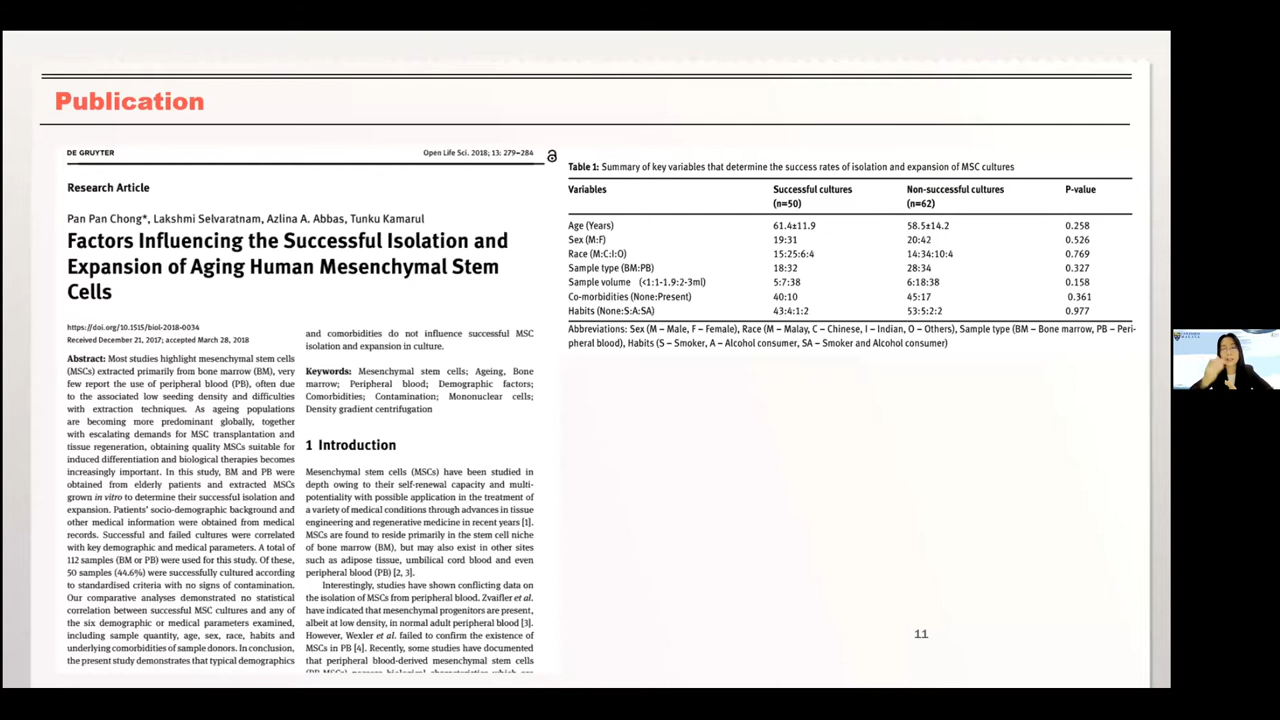 Publication
DE GRUYTER
Open Life Sci. 2018; 13: 279–284
Research Article
Pan Pan Chong*, Lakshmi Selvaratnam, Azlina A. Abbas, Tunku Kamarul
Factors Influencing the Successful Isolation and
Expansion of Aging Human Mesenchymal Stem
Cells
https://doi.org/10.1515/biol-2018-0034
Received December 21, 2017; accepted March 28, 2018
Abstract: Most studies highlight mesenchymal stem cells
(MSCs) extracted primarily from bone marrow (BM), very
few report the use of peripheral blood (PB), often due
to the associated low seeding density and difficulties
with extraction techniques. As ageing populations
are becoming more predominant globally, together
with escalating demands for MSC transplantation and
tissue regeneration, obtaining quality MSCs suitable for
induced differentiation and biological therapies becomes
increasingly important. In this study, BM and PB were
obtained from elderly patients and extracted MSCs
grown in vitro to determine their successful isolation and
expansion. Patients' socio-demographic background and
other medical information were obtained from medical
records. Successful and failed cultures were correlated
with key demographic and medical parameters. A total of
112 samples (BM or PB) were used for this study. Of these,
50 samples (44.6%) were successfully cultured according
to standardised criteria with no signs of contamination.
Our comparative analyses demonstrated no statistical
correlation between successful MSC cultures and any of
the six demographic or medical parameters examined,
including sample quantity, age, sex, race, habits and
underlying comorbidities of sample donors. In conclusion,
the present study demonstrates that typical demographics
and comorbidities do not influence successful MSC
isolation and expansion in culture.
Keywords: Mesenchymal stem cells; Ageing, Bone
marrow; Peripheral blood; Demographic factors;
Comorbidities; Contamination; Mononuclear cells;
Density gradient centrifugation
1 Introduction
Mesenchymal stem cells (MSCs) have been studied in
depth owing to their self-renewal capacity and multi-
potentiality with possible application in the treatment of
a variety of medical conditions through advances in tissue
engineering and regenerative medicine in recent years [1].
MSCs are found to reside primarily in the stem cell niche
of bone marrow (BM), but may also exist in other sites
such as adipose tissue, umbilical cord blood and even
peripheral blood (PB) [2, 3].
Interestingly, studies have shown conflicting data on
the isolation of MSCs from peripheral blood. Zvaifler et al.
have indicated that mesenchymal progenitors are present,
albeit at low density, in normal adult peripheral blood [3].
However, Wexler et al. failed to confirm the existence of
MSCs in PB [4]. Recently, some studies have documented
that peripheral blood-derived mesenchymal stem cells
Table 1: Summary of key variables that determine the success rates of isolation and expansion of MSC cultures
Variables Successful cultures (n=50) Non-successful cultures (n=62) P-value
Age (Years) 61.4±11.9 58.5±14.2 0.258
Sex (M:F) 19:31 20:42 0.526
Race (M:C:I:O) 15:25:6:4 14:34:10:4 0.769
Sample type (BM:PB) 18:32 28:34 0.327
Sample volume (<1:1-1.9:2-3ml) 5:7:38 6:18:38 0.158
Co-morbidities (None:Present) 40:10 45:17 0.361
Habits (None:S:A:SA) 43:4:1:2 53:5:2:2 0.977
Abbreviations: Sex (M – Male, F – Female), Race (M – Malay, C – Chinese, I – Indian, O – Others), Sample type (BM – Bone marrow, PB – Peri-
pheral blood), Habits (S – Smoker, A – Alcohol consumer, SA – Smoker and Alcohol consumer)
11